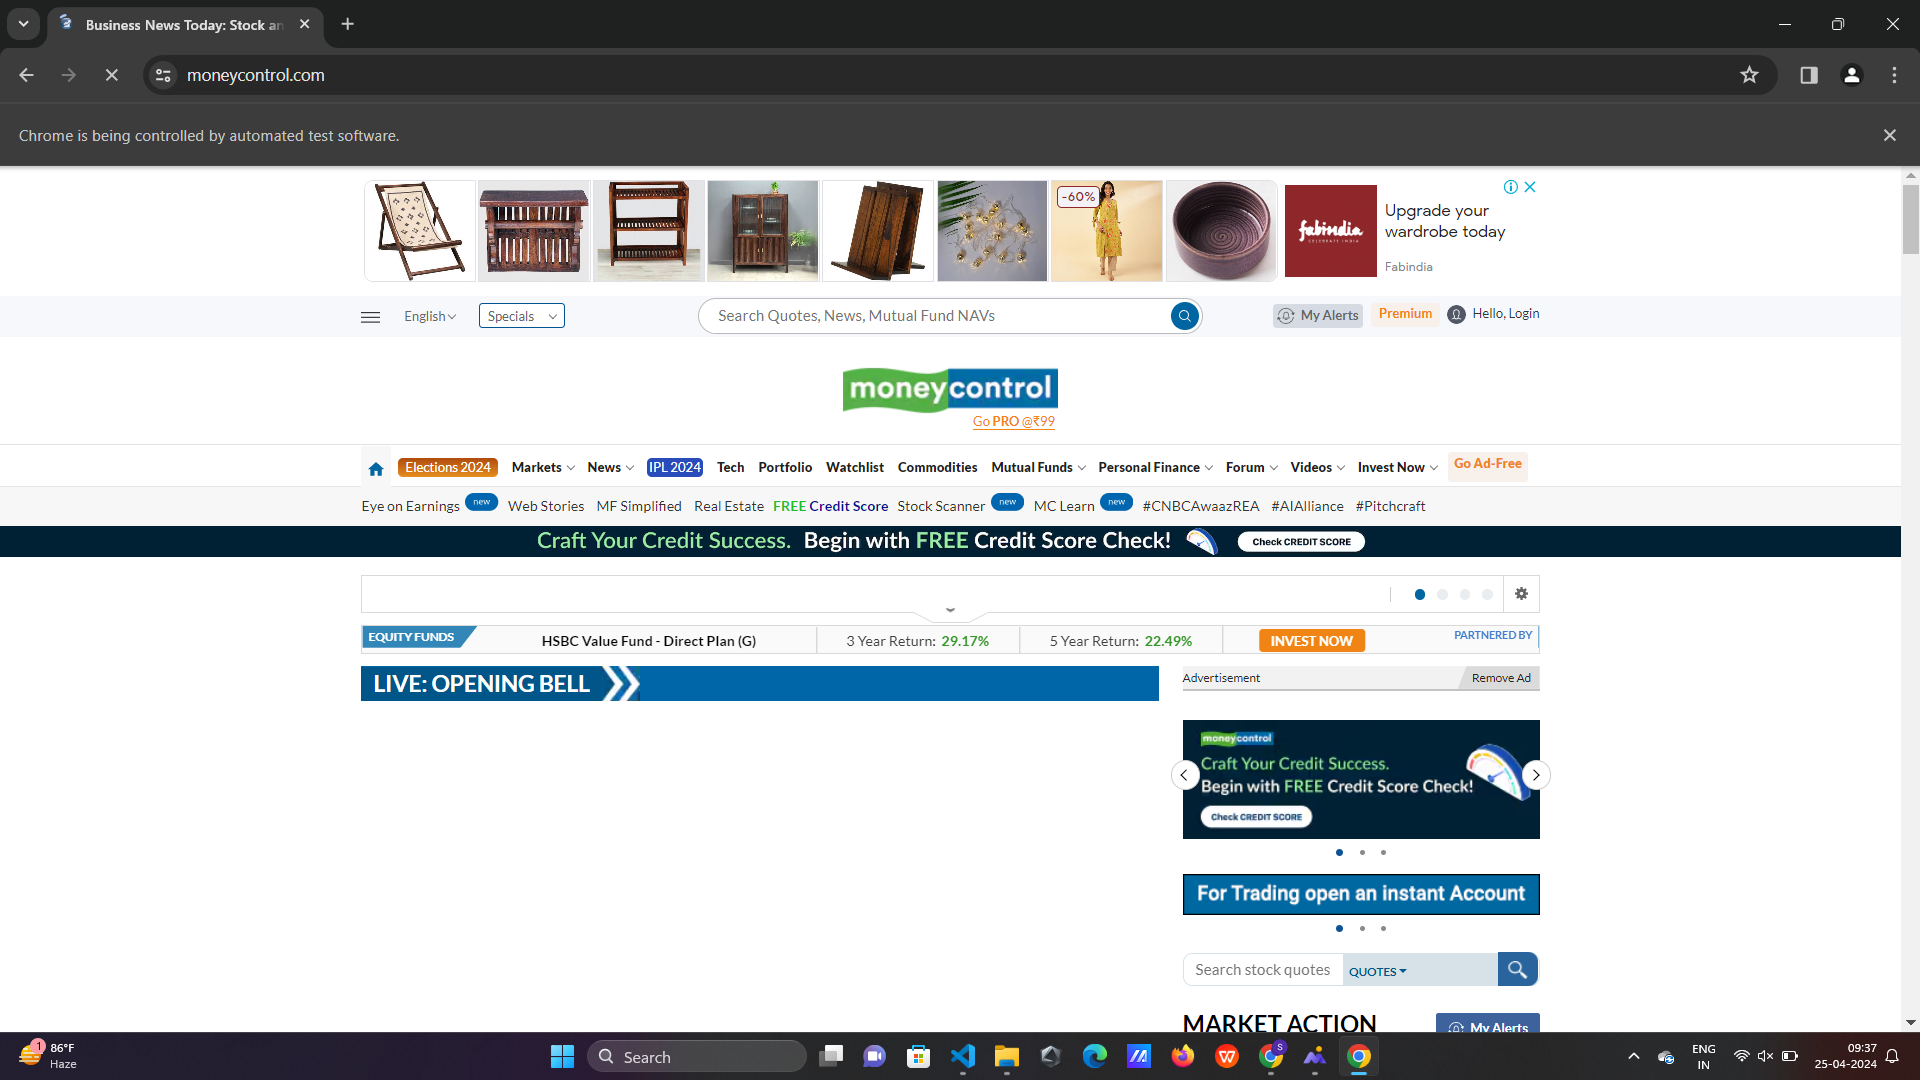 Business News Today: Stock an
moneycontrol.com
Chrome is being controlled by automated test software.
-60%
fabindia
CELEBRATE INDIA
Upgrade your
wardrobe today
Fabindia
English
Specials
Search Quotes, News, Mutual Fund NAVs
My Alerts
Premium
Hello, Login
moneycontrol
Go PRO @₹99
Elections 2024 Markets News IPL 2024 Tech Portfolio Watchlist Commodities Mutual Funds Personal Finance Forum Videos Invest Now Go Ad-Free
Eye on Earnings new Web Stories MF Simplified Real Estate FREE Credit Score Stock Scanner new MC Learn new #CNBCAwaazREA #AIAlliance #Pitchcraft
Craft Your Credit Success. Begin with FREE Credit Score Check! Check CREDIT SCORE
EQUITY FUNDS HSBC Value Fund - Direct Plan (G) 3 Year Return: 29.17% 5 Year Return: 22.49% INVEST NOW PARTNERED BY
LIVE: OPENING BELL
Advertisement Remove Ad
moneycontrol
Craft Your Credit Success.
Begin with FREE Credit Score Check!
Check CREDIT SCORE
For Trading open an instant Account
Search stock quotes QUOTES
MARKET ACTION My Alerts
1
86°F
Haze
Search
S
ENG
IN
09:37
25-04-2024